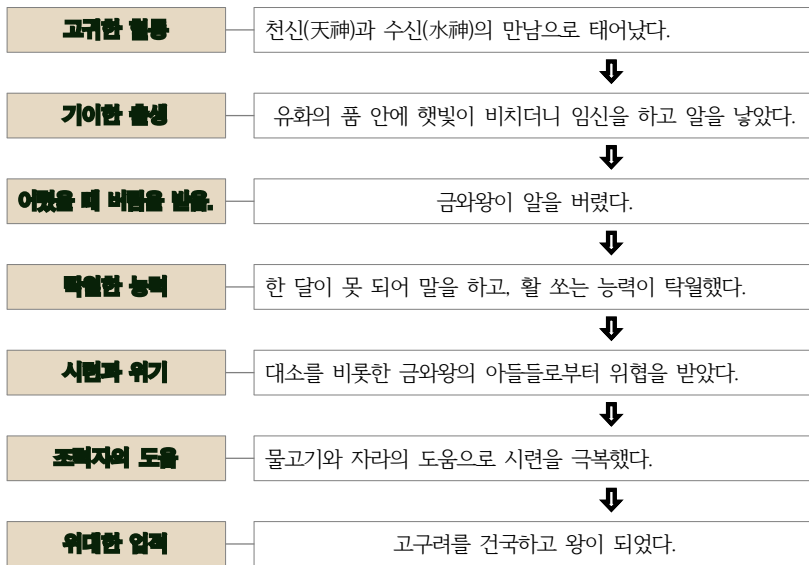 고귀한 혈통
천신(天神)과 수신(水神)의 만남으로 태어났다.
기이한 출생
유화의 품 안에 햇빛이 비치더니 임신을 하고 알을 낳았다.
어렸을 때 버림을 받음.
금와왕이 알을 버렸다.
탁월한 능력
한 달이 못 되어 말을 하고, 활 쏘는 능력이 탁월했다.
시련과 위기
대소를 비롯한 금와왕의 아들들로부터 위협을 받았다.
조력자의 도움
물고기와 자라의 도움으로 시련을 극복했다.
위대한 업적
고구려를 건국하고 왕이 되었다.